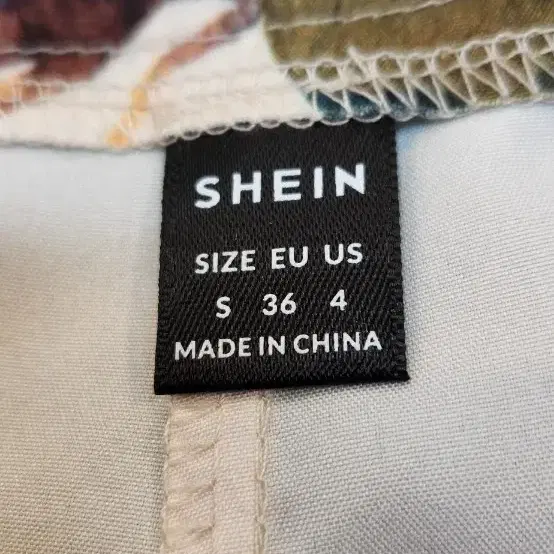 SHEIN
SIZE EU US
S 36 4
MADE IN CHINA